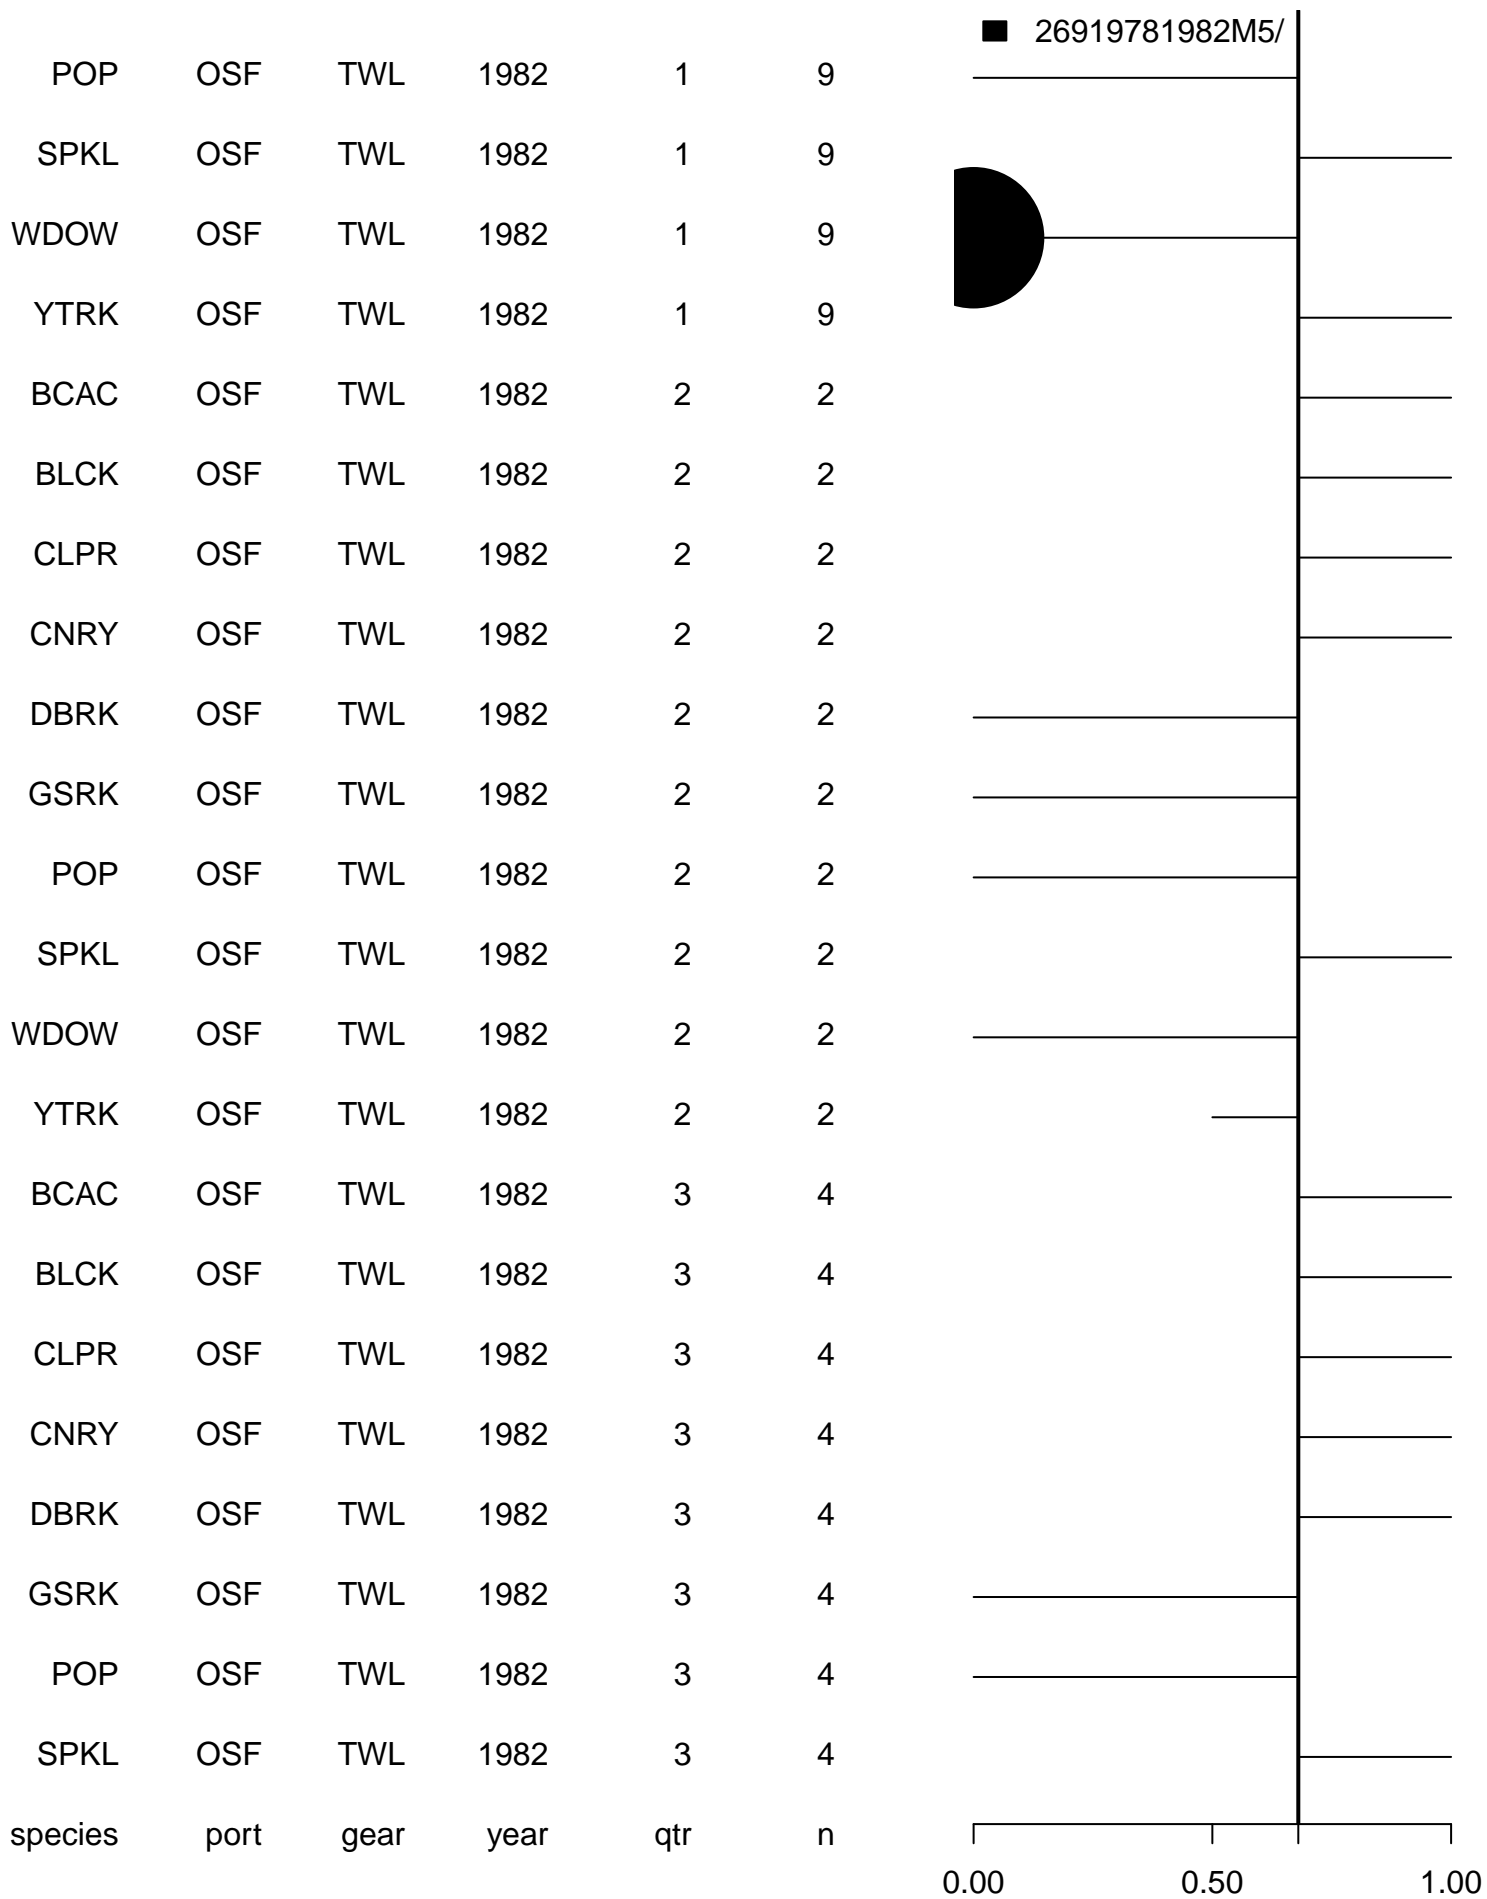 26919781982M5/
POP OSF TWL 1982 1 9
SPKL OSF TWL 1982 1 9
WDOW OSF TWL 1982 1 9
YTRK OSF TWL 1982 1 9
BCAC OSF TWL 1982 2 2
BLCK OSF TWL 1982 2 2
CLPR OSF TWL 1982 2 2
CNRY OSF TWL 1982 2 2
DBRK OSF TWL 1982 2 2
GSRK OSF TWL 1982 2 2
POP OSF TWL 1982 2 2
SPKL OSF TWL 1982 2 2
WDOW OSF TWL 1982 2 2
YTRK OSF TWL 1982 2 2
BCAC OSF TWL 1982 3 4
BLCK OSF TWL 1982 3 4
CLPR OSF TWL 1982 3 4
CNRY OSF TWL 1982 3 4
DBRK OSF TWL 1982 3 4
GSRK OSF TWL 1982 3 4
POP OSF TWL 1982 3 4
SPKL OSF TWL 1982 3 4
species port gear year qtr n
0.00 0.50 1.00